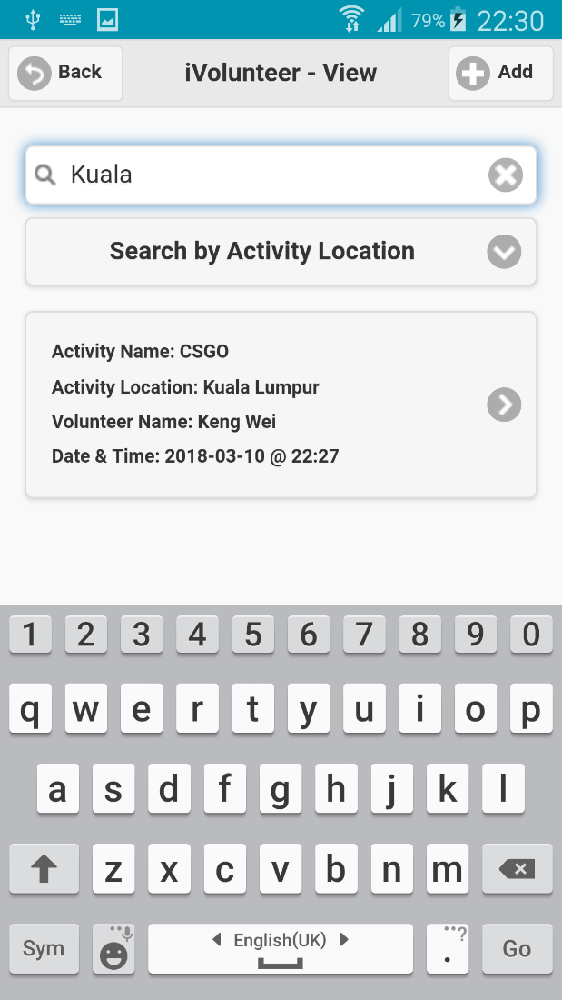 79% 22:30
Back iVolunteer - View Add
Kuala
Search by Activity Location
Activity Name: CSGO
Activity Location: Kuala Lumpur
Volunteer Name: Keng Wei
Date & Time: 2018-03-10 @ 22:27
1 2 3 4 5 6 7 8 9 0
q w e r t y u i o p
a s d f g h j k l
z x c v b n m
Sym English(UK) . ? Go